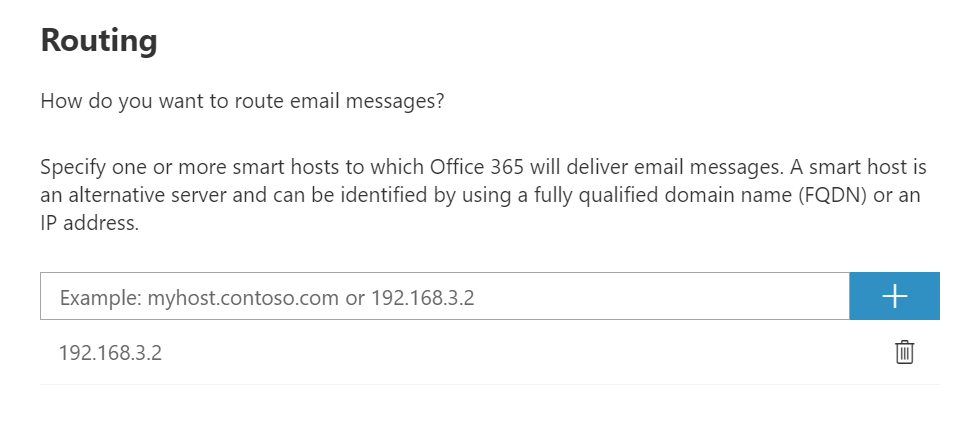 Routing
How do you want to route email messages?
Specify one or more smart hosts to which Office 365 will deliver email messages. A smart host is
an alternative server and can be identified by using a fully qualified domain name (FQDN) or an
IP address.
Example: myhost.contoso.com or 192.168.3.2
192.168.3.2